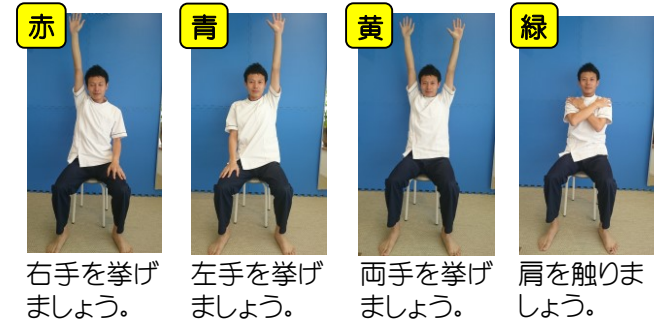 赤
右手を挙げ
ましょう。
青
左手を挙げ
ましょう。
黄
両手を挙げ
ましょう。
緑
肩を触りま
しょう。